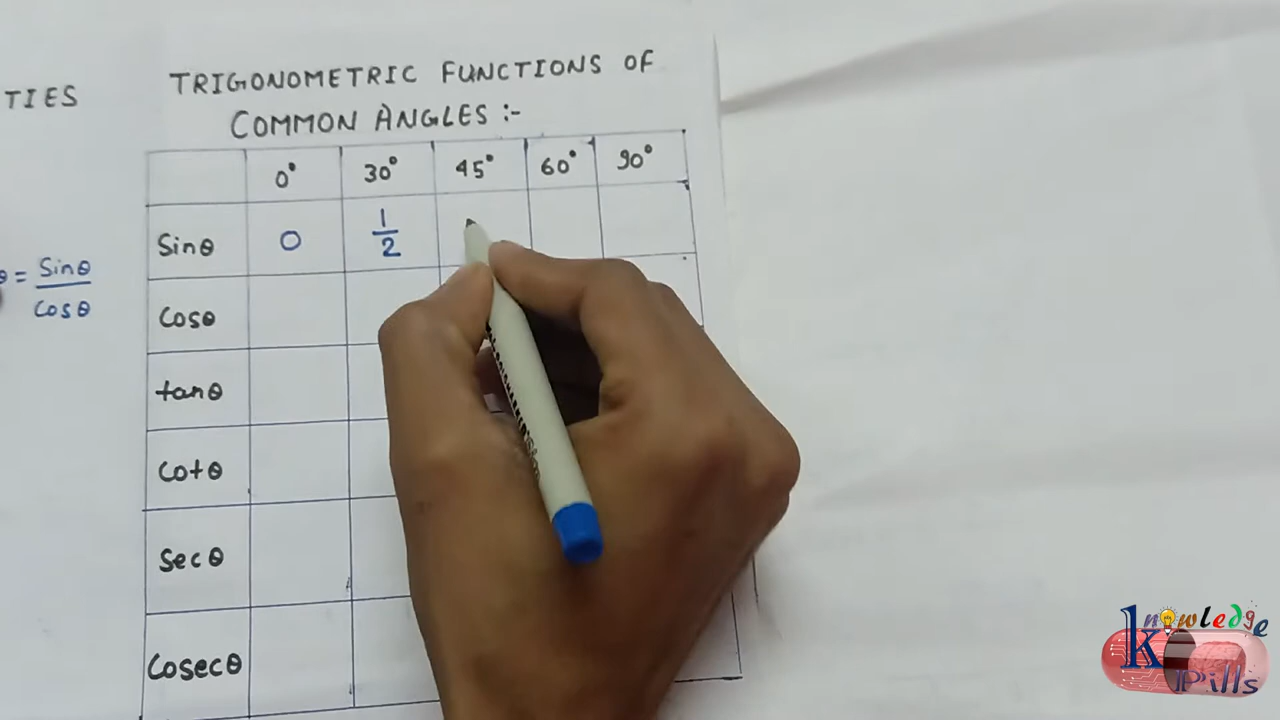 TIES
θ = Sinθ
Cosθ
TRIGONOMETRIC FUNCTIONS OF
COMMON ANGLES :-
0° 30° 45° 60° 90°
Sinθ 0 1/2
Cosθ
tanθ
Cotθ
Secθ
Cosecθ
Knowledge
Pills